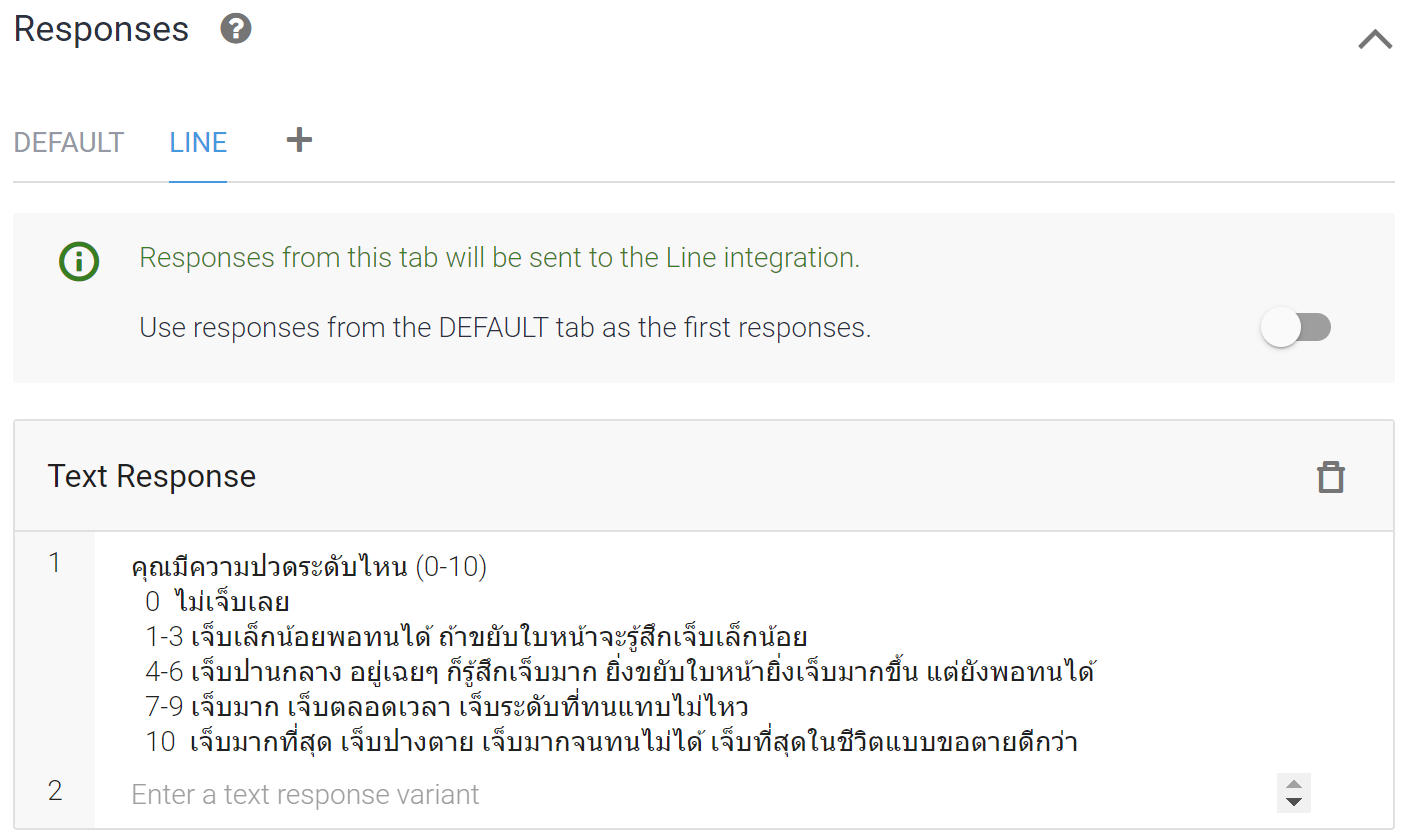 Responses ?
DEFAULT LINE +
Responses from this tab will be sent to the Line integration.
Use responses from the DEFAULT tab as the first responses.
Text Response
1 คุณมีความปวดระดับไหน (0-10)
0 ไม่เจ็บเลย
1-3 เจ็บเล็กน้อยพอทนได้ ถ้าขยับใบหน้าจะรู้สึกเจ็บเล็กน้อย
4-6 เจ็บปานกลาง อยู่เฉยๆ ก็รู้สึกเจ็บมาก ยิ่งขยับใบหน้ายิ่งเจ็บมากขึ้น แต่ยังพอทนได้
7-9 เจ็บมาก เจ็บตลอดเวลา เจ็บระดับที่ทนแทบไม่ไหว
10 เจ็บมากที่สุด เจ็บปางตาย เจ็บมากจนทนไม่ได้ เจ็บที่สุดในชีวิตแบบขอตายดีกว่า
2 Enter a text response variant